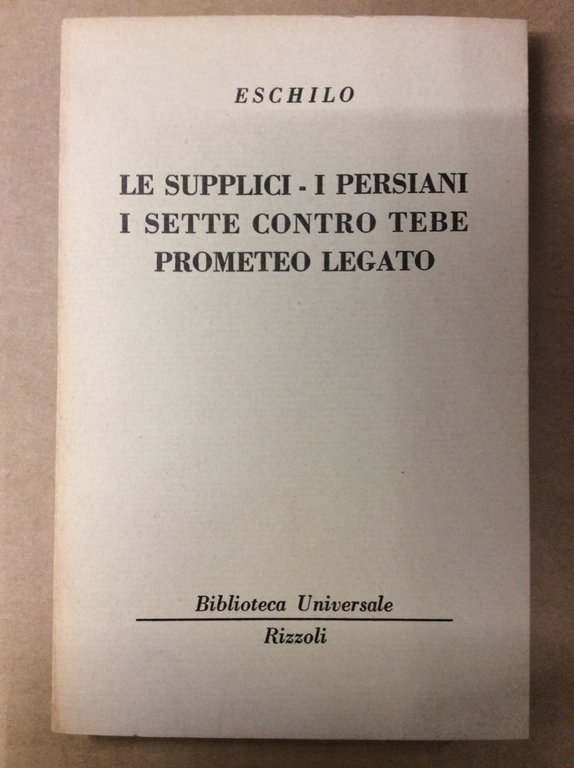 ESCHILO
LE SUPPLICI - I PERSIANI
I SETTE CONTRO TEBE
PROMETEO LEGATO
Biblioteca Universale
Rizzoli